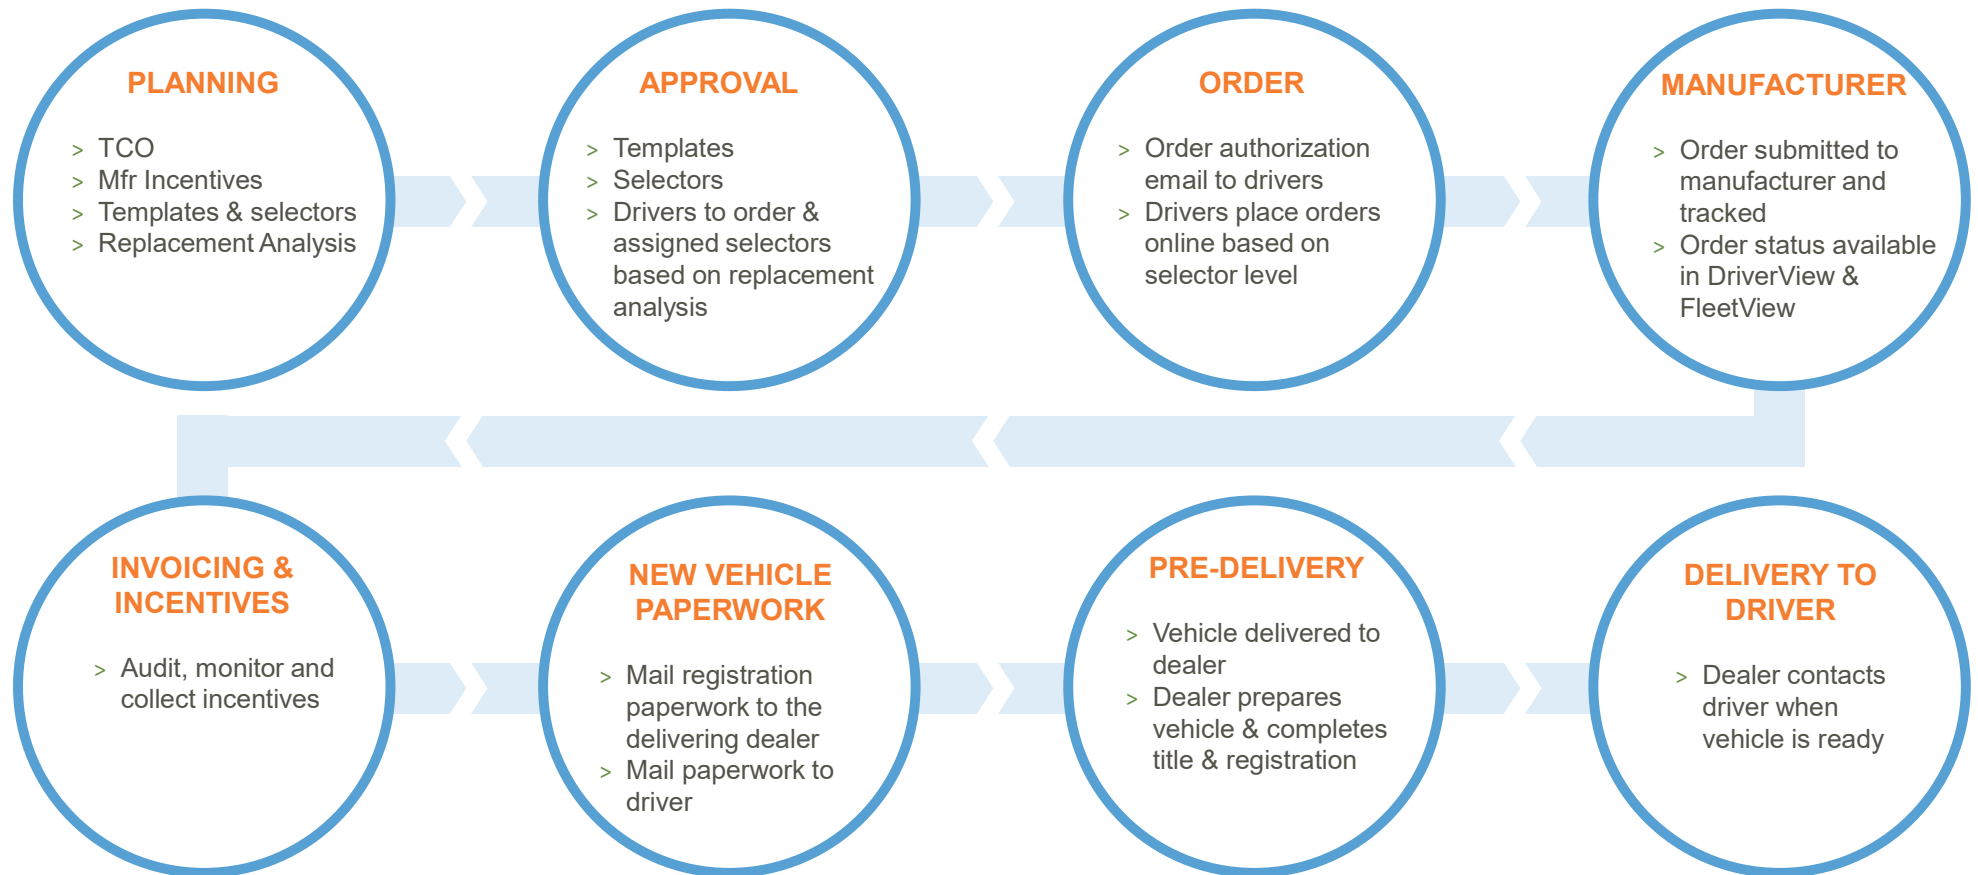 PLANNING
> TCO
> Mfr Incentives
> Templates & selectors
> Replacement Analysis
APPROVAL
> Templates
> Selectors
> Drivers to order &
assigned selectors
based on replacement
analysis
ORDER
> Order authorization
email to drivers
> Drivers place orders
online based on
selector level
MANUFACTURER
> Order submitted to
manufacturer and
tracked
> Order status available
in DriverView &
FleetView
INVOICING &
INCENTIVES
> Audit, monitor and
collect incentives
NEW VEHICLE
PAPERWORK
> Mail registration
paperwork to the
delivering dealer
> Mail paperwork to
driver
PRE-DELIVERY
> Vehicle delivered to
dealer
> Dealer prepares
vehicle & completes
title & registration
DELIVERY TO
DRIVER
> Dealer contacts
driver when
vehicle is ready